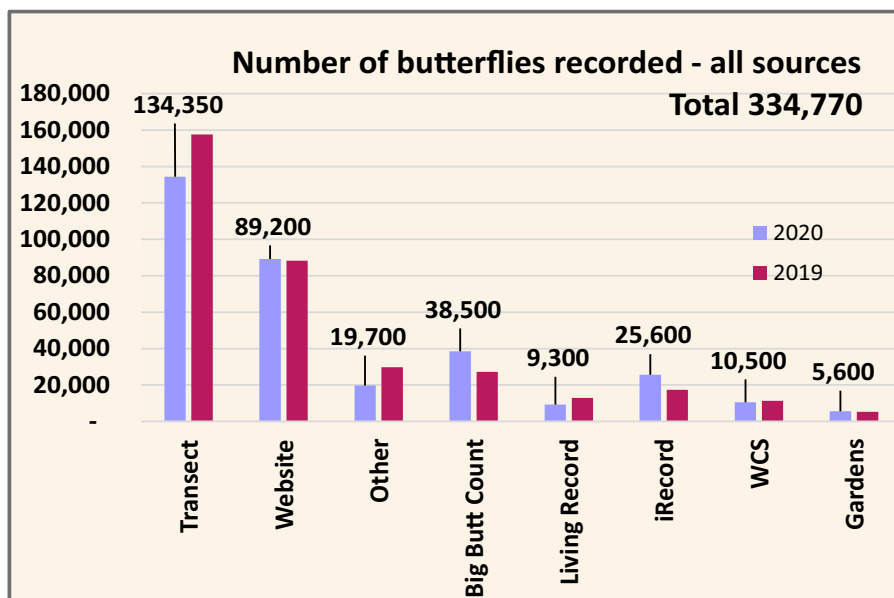 Number of butterflies recorded - all sources
Total 334,770
180,000
160,000
140,000
120,000
100,000
80,000
60,000
40,000
20,000
-
134,350
89,200
19,700
38,500
9,300
25,600
10,500
5,600
2020
2019
Transect
Website
Other
Big Butt Count
Living Record
iRecord
WCS
Gardens